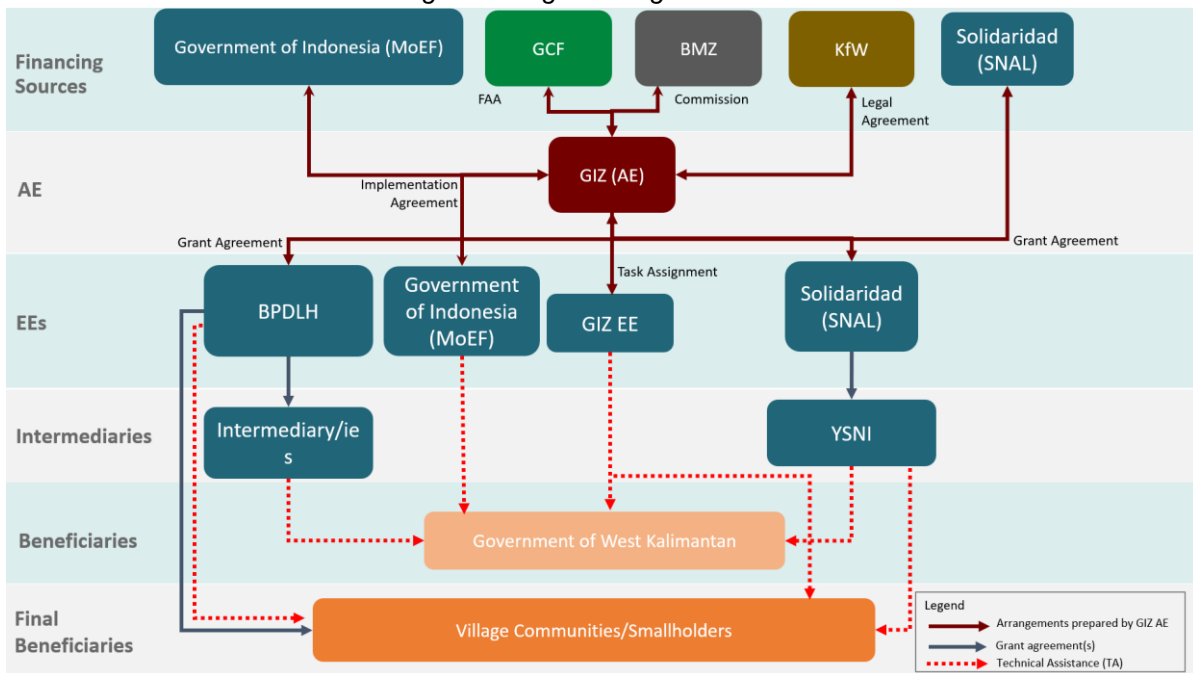 Financing
Sources
Government of Indonesia (MoEF)
GCF
BMZ
KfW
Solidaridad
(SNAL)
FAA
Commission
Legal
Agreement
AE
GIZ (AE)
Implementation
Agreement
Grant Agreement
Grant Agreement
Task Assignment
EEs
BPDLH
Government
of Indonesia
(MoEF)
GIZ EE
Solidaridad
(SNAL)
Intermediaries
Intermediary/ie
s
YSNI
Beneficiaries
Government of West Kalimantan
Final
Beneficiaries
Village Communities/Smallholders
Legend
Arrangements prepared by GIZ AE
Grant agreement(s)
Technical Assistance (TA)